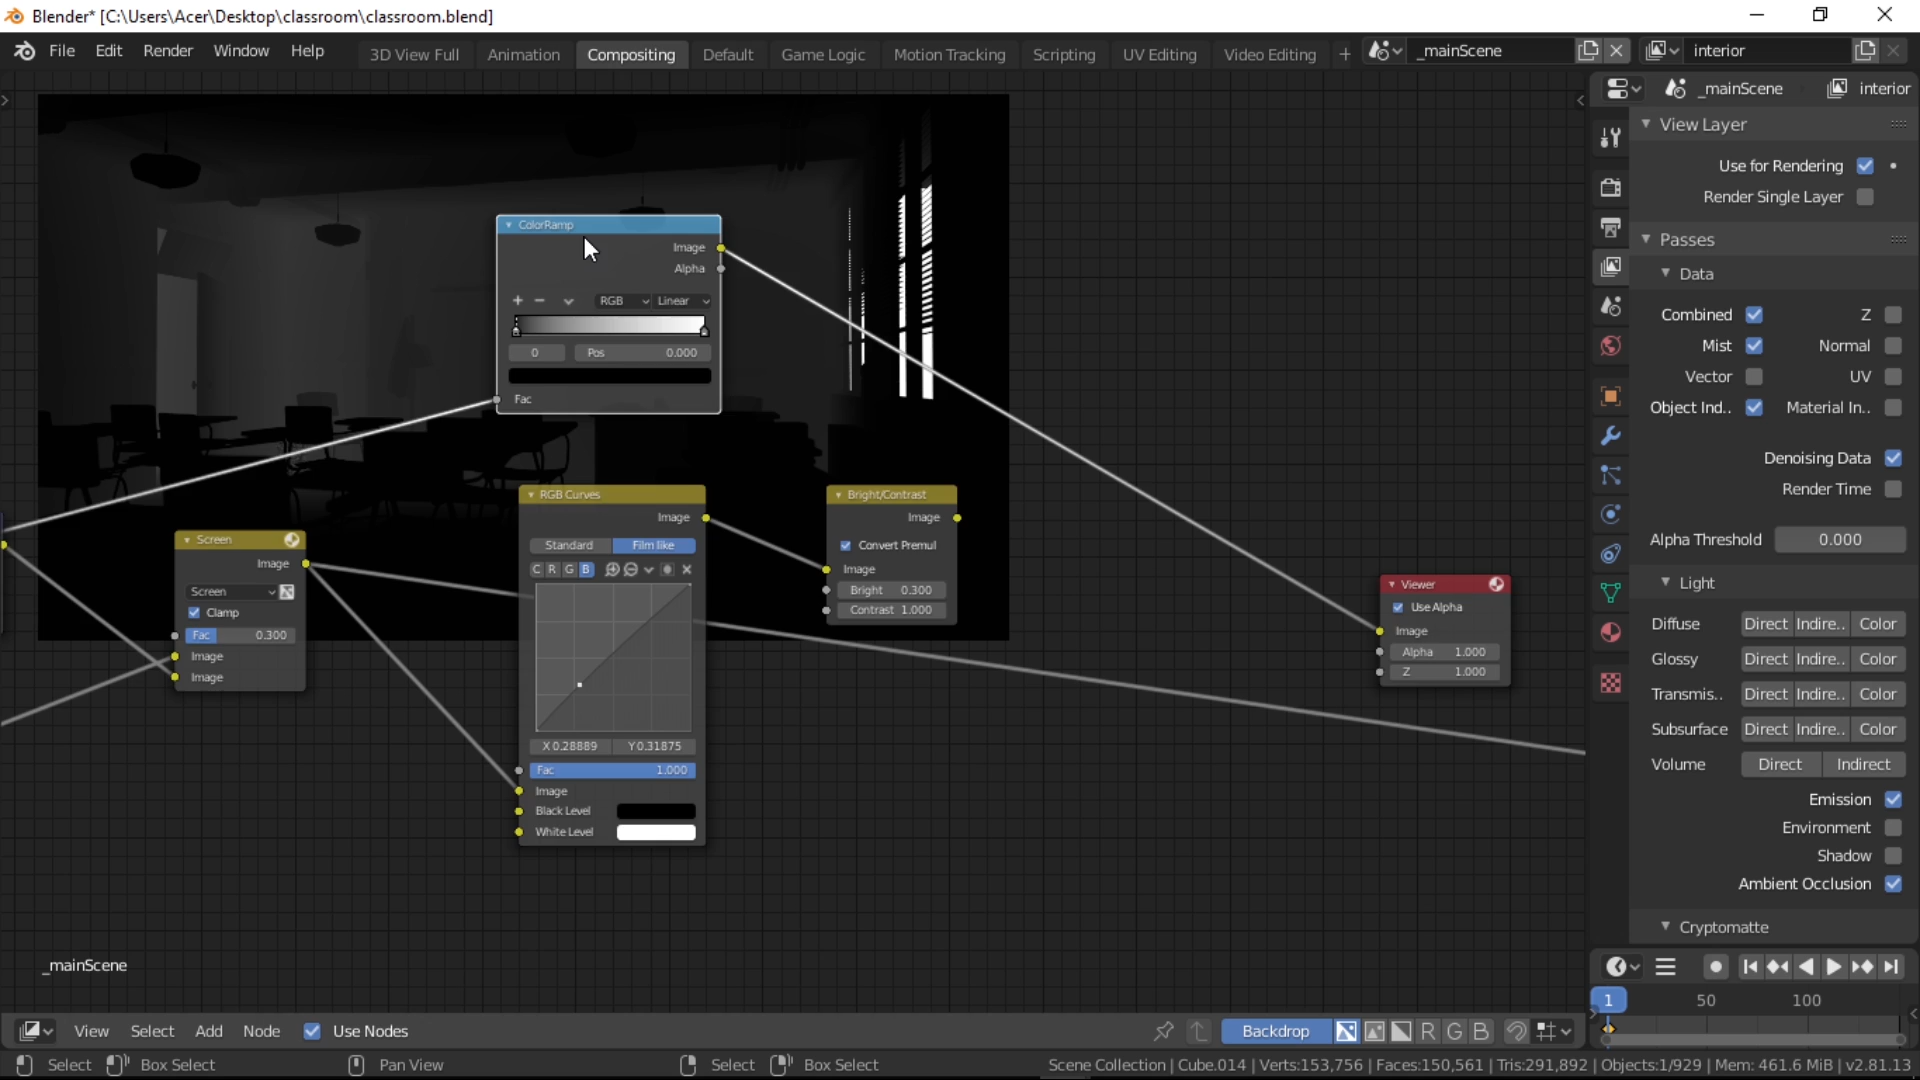 Blender* [C:\Users\Acer\Desktop\classroom\classroom.blend]
File Edit Render Window Help
3D View Full Animation Compositing Default Game Logic Motion Tracking Scripting UV Editing Video Editing +
_mainScene
interior
_mainScene interior
View Layer
Use for Rendering
Render Single Layer
Passes
Data
Combined Z
Mist Normal
Vector UV
Object Ind.. Material In..
Denoising Data
Render Time
Alpha Threshold 0.000
Light
Diffuse Direct Indire.. Color
Glossy Direct Indire.. Color
Transmis.. Direct Indire.. Color
Subsurface Direct Indire.. Color
Volume Direct Indirect
Emission
Environment
Shadow
Ambient Occlusion
Cryptomatte
ColorRamp
Image
Alpha
RGB Linear
0 Pos 0.000
Fac
Screen
Image
Screen
Clamp
Fac 0.300
Image
Image
RGB Curves
Image
Standard Film like
C R G B
X 0.28889 Y 0.31875
Fac 1.000
Image
Black Level
White Level
Bright/Contrast
Image
Convert Premul
Image
Bright 0.300
Contrast 1.000
Viewer
Use Alpha
Image
Alpha 1.000
Z 1.000
_mainScene
1 50 100
View Select Add Node Use Nodes
Backdrop R G B
Select Box Select Pan View Select Box Select
Scene Collection | Cube.014 | Verts:153,756 | Faces:150,561 | Tris:291,892 | Objects:1/929 | Mem: 461.6 MiB | v2.81.13